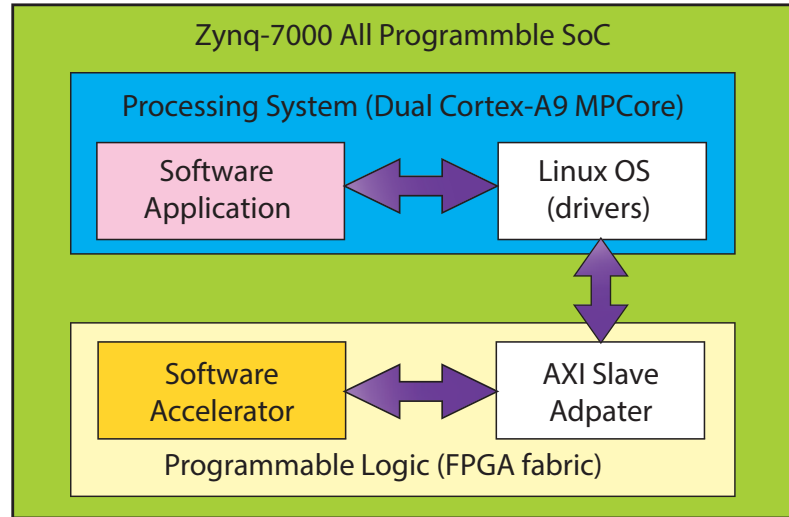 Zynq-7000 All Programmble SoC
Processing System (Dual Cortex-A9 MPCore)
Software
Application
Linux OS
(drivers)
Software
Accelerator
AXI Slave
Adpater
Programmable Logic (FPGA fabric)